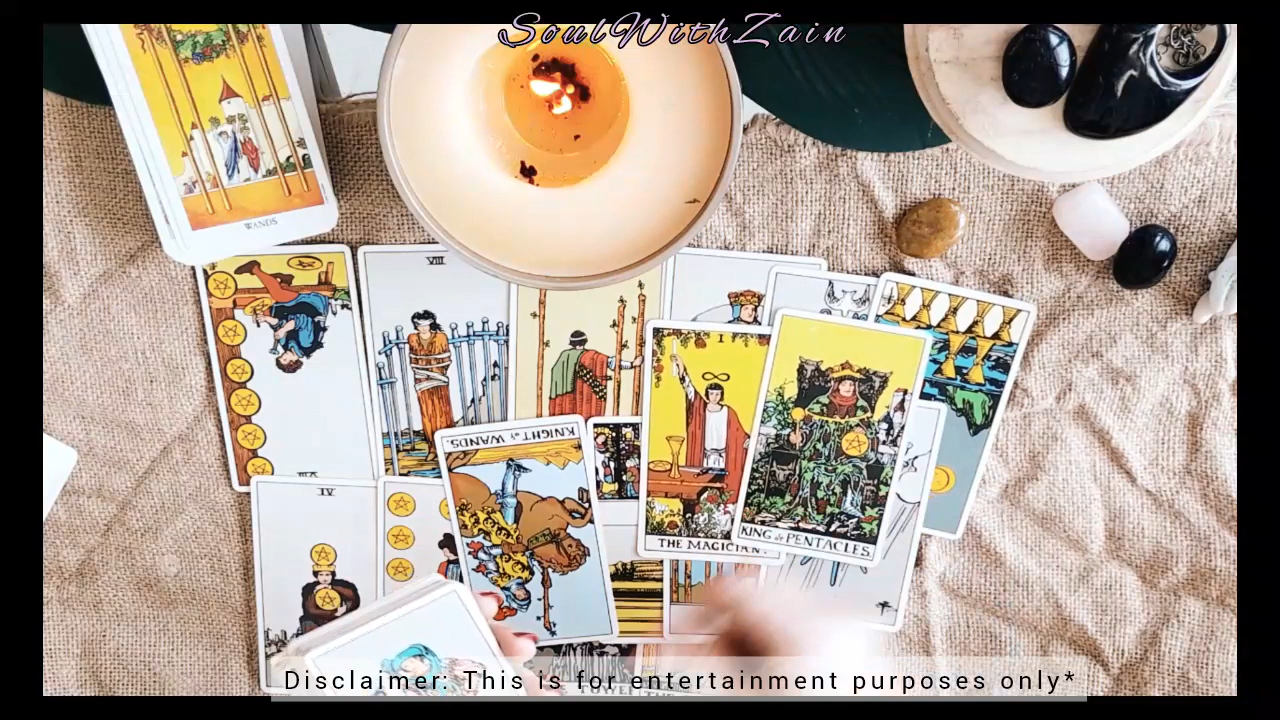 SoulWithZain
WANDS
VIII
I
KNIGHT of WANDS.
VIII
IV
THE MAGICIAN.
KING of PENTACLES.
Disclaimer: This is for entertainment purposes only*